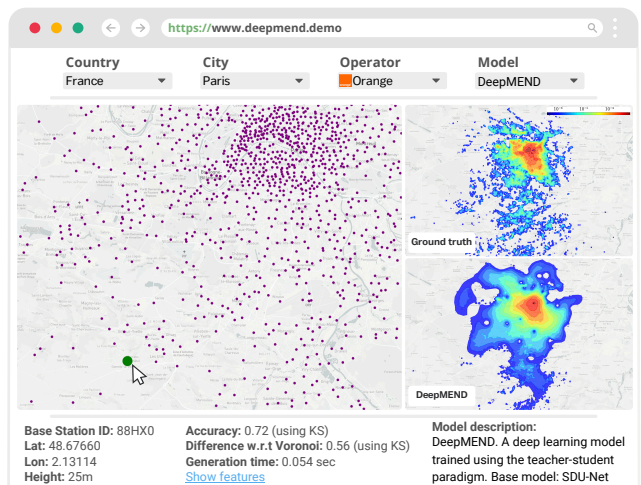 https://www.deepmend.demo
Country City Operator Model
France Paris Orange DeepMEND
Ground truth
DeepMEND
Base Station ID: 88HX0
Lat: 48.67660
Lon: 2.13114
Height: 25m
Accuracy: 0.72 (using KS)
Difference w.r.t Voronoi: 0.56 (using KS)
Generation time: 0.054 sec
Show features
Model description:
DeepMEND. A deep learning model
trained using the teacher-student
paradigm. Base model: SDU-Net